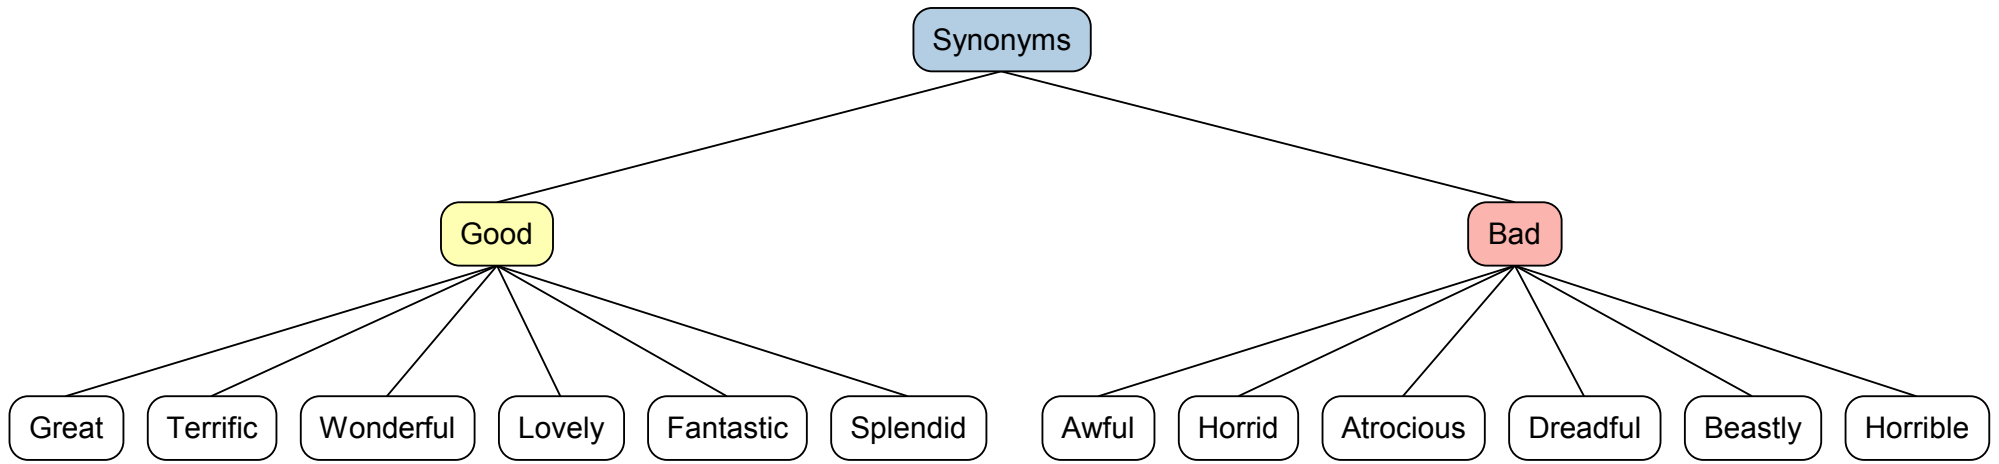 Synonyms
Good
Bad
Great
Terrific
Wonderful
Lovely
Fantastic
Splendid
Awful
Horrid
Atrocious
Dreadful
Beastly
Horrible